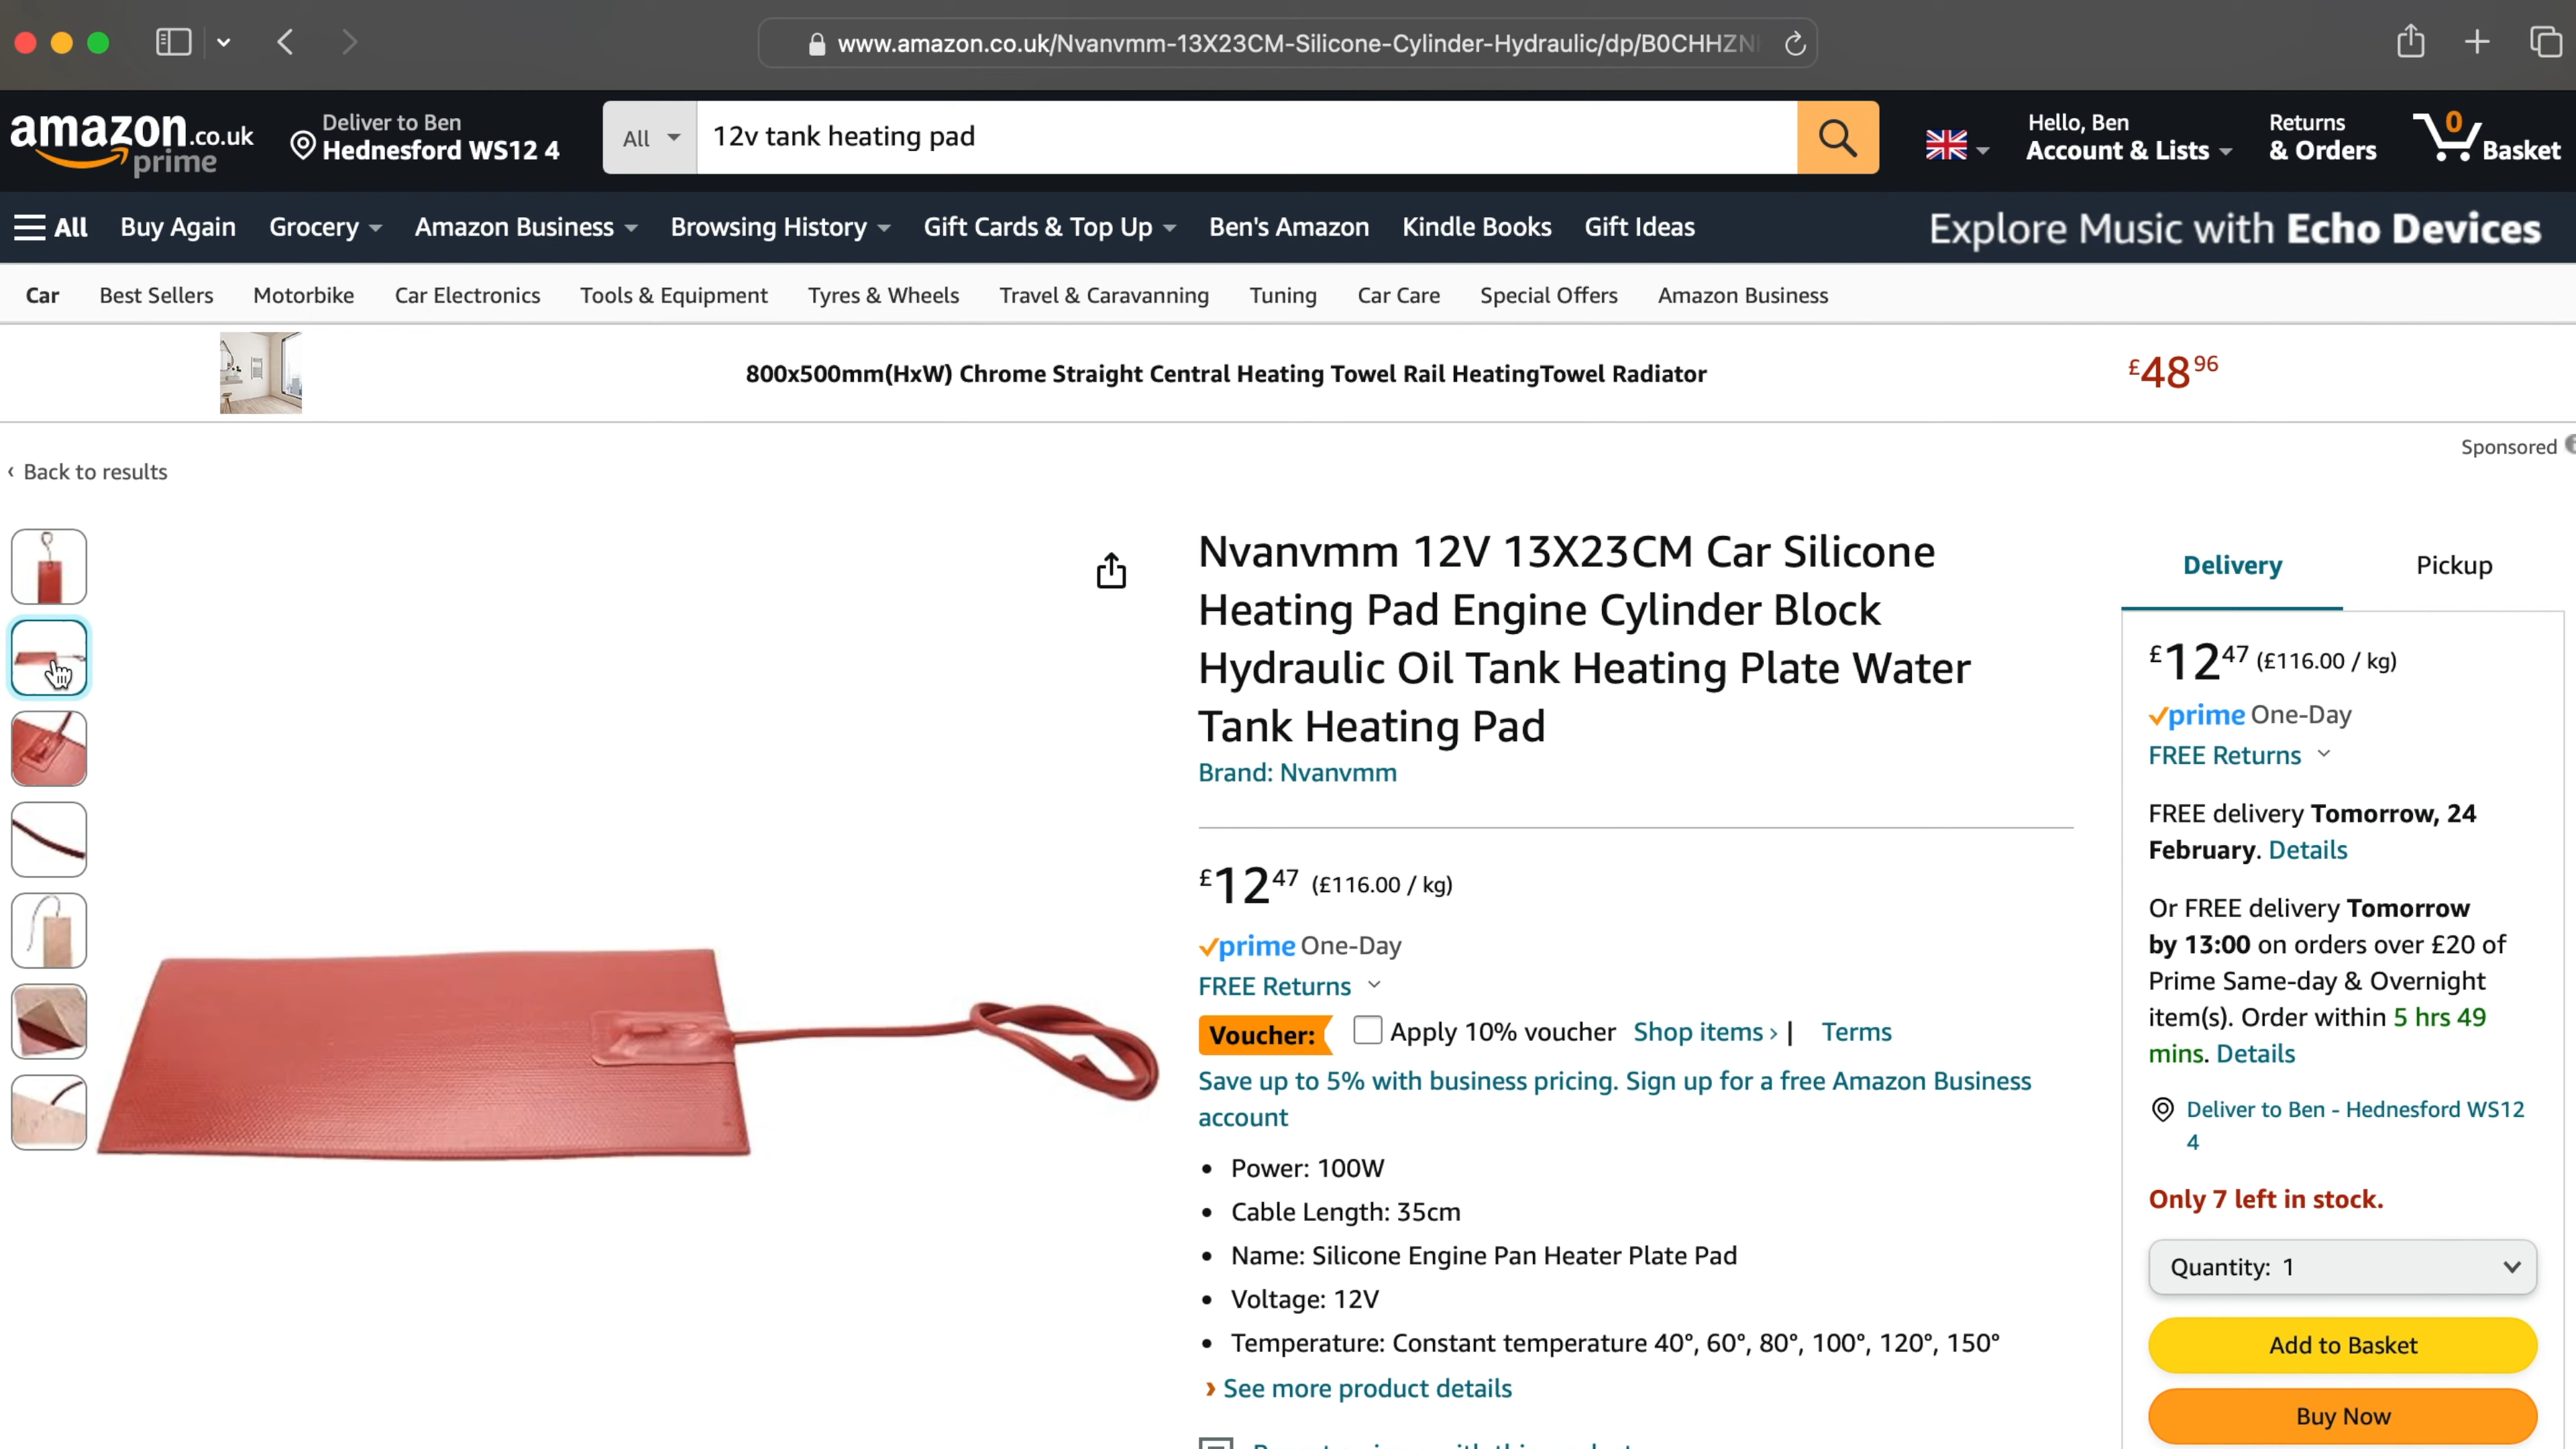 www.amazon.co.uk/Nvanvmm-13X23CM-Silicone-Cylinder-Hydraulic/dp/B0CHHZN
amazon.co.uk
prime
Deliver to Ben
Hednesford WS12 4
All
12v tank heating pad
Hello, Ben
Account & Lists
Returns
& Orders
0
Basket
All
Buy Again
Grocery
Amazon Business
Browsing History
Gift Cards & Top Up
Ben's Amazon
Kindle Books
Gift Ideas
Explore Music with Echo Devices
Car
Best Sellers
Motorbike
Car Electronics
Tools & Equipment
Tyres & Wheels
Travel & Caravanning
Tuning
Car Care
Special Offers
Amazon Business
800x500mm(HxW) Chrome Straight Central Heating Towel Rail HeatingTowel Radiator
£48 96
Sponsored
‹ Back to results
Nvanvmm 12V 13X23CM Car Silicone
Heating Pad Engine Cylinder Block
Hydraulic Oil Tank Heating Plate Water
Tank Heating Pad
Brand: Nvanvmm
£12 47 (£116.00 / kg)
prime One-Day
FREE Returns
Voucher: Apply 10% voucher Shop items › | Terms
Save up to 5% with business pricing. Sign up for a free Amazon Business
account
• Power: 100W
• Cable Length: 35cm
• Name: Silicone Engine Pan Heater Plate Pad
• Voltage: 12V
• Temperature: Constant temperature 40°, 60°, 80°, 100°, 120°, 150°
› See more product details
Delivery
Pickup
£12 47 (£116.00 / kg)
prime One-Day
FREE Returns
FREE delivery Tomorrow, 24
February. Details
Or FREE delivery Tomorrow
by 13:00 on orders over £20 of
Prime Same-day & Overnight
item(s). Order within 5 hrs 49
mins. Details
Deliver to Ben - Hednesford WS12
4
Only 7 left in stock.
Quantity: 1
Add to Basket
Buy Now